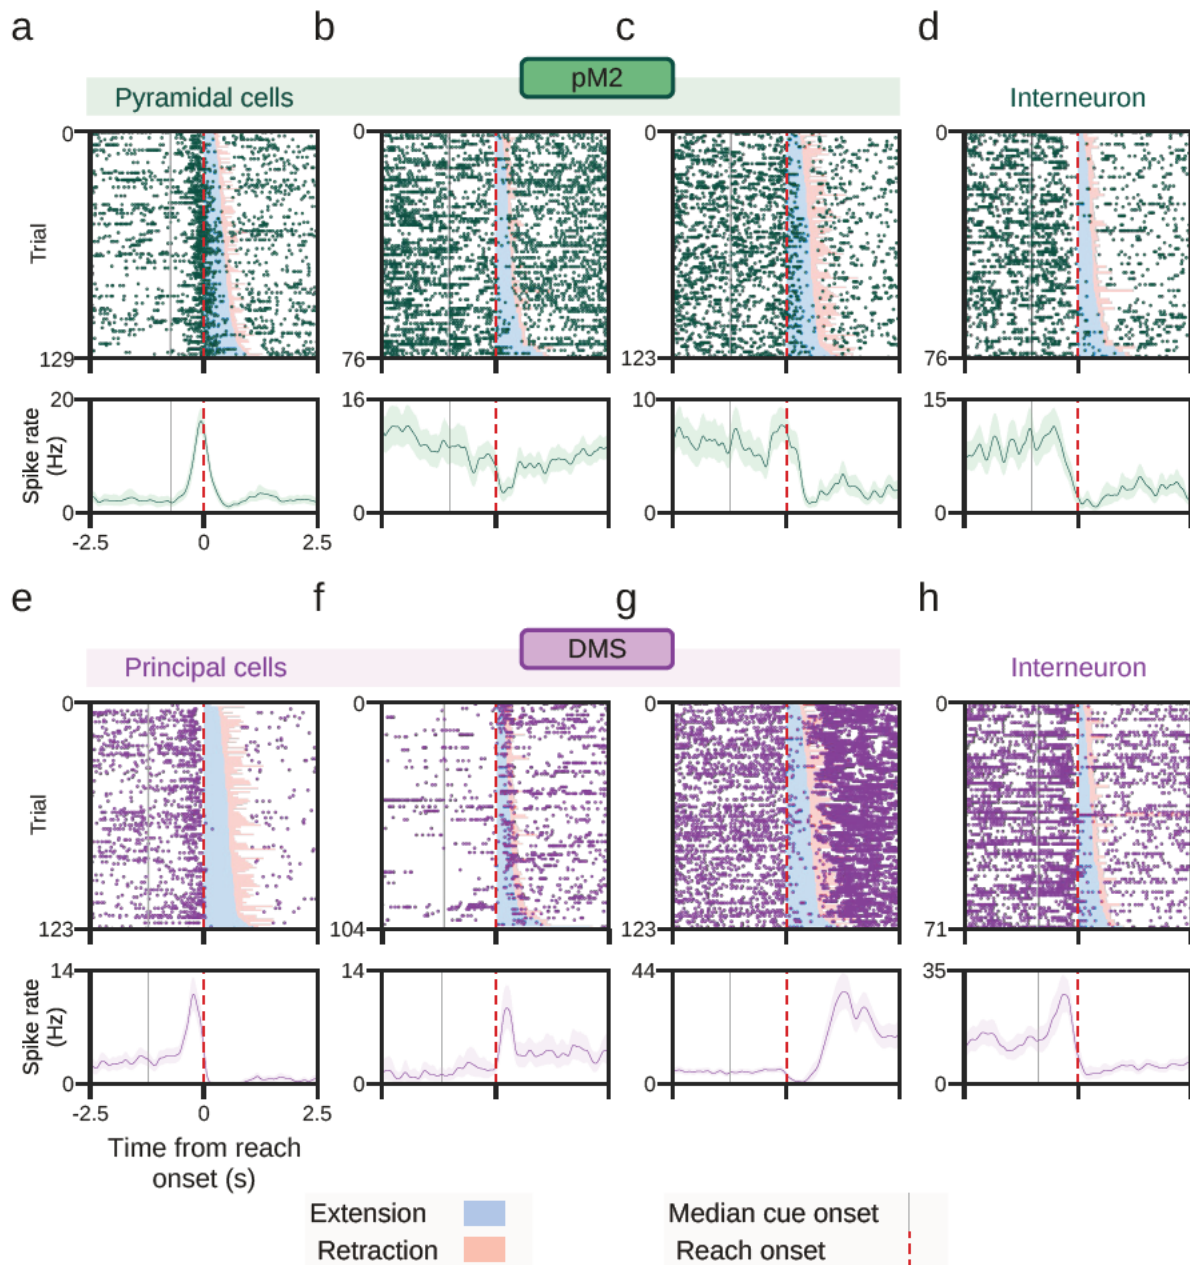 a
b
c
d
pM2
Pyramidal cells
Interneuron
0
0
0
0
Trial
129
76
123
76
20
16
10
15
Spike rate
(Hz)
0
0
0
0
-2.5
0
2.5
e
f
g
h
DMS
Principal cells
Interneuron
0
0
0
0
Trial
123
104
123
71
14
14
44
35
Spike rate
(Hz)
0
0
0
0
-2.5
0
2.5
Time from reach
onset (s)
Extension
Median cue onset
Retraction
Reach onset